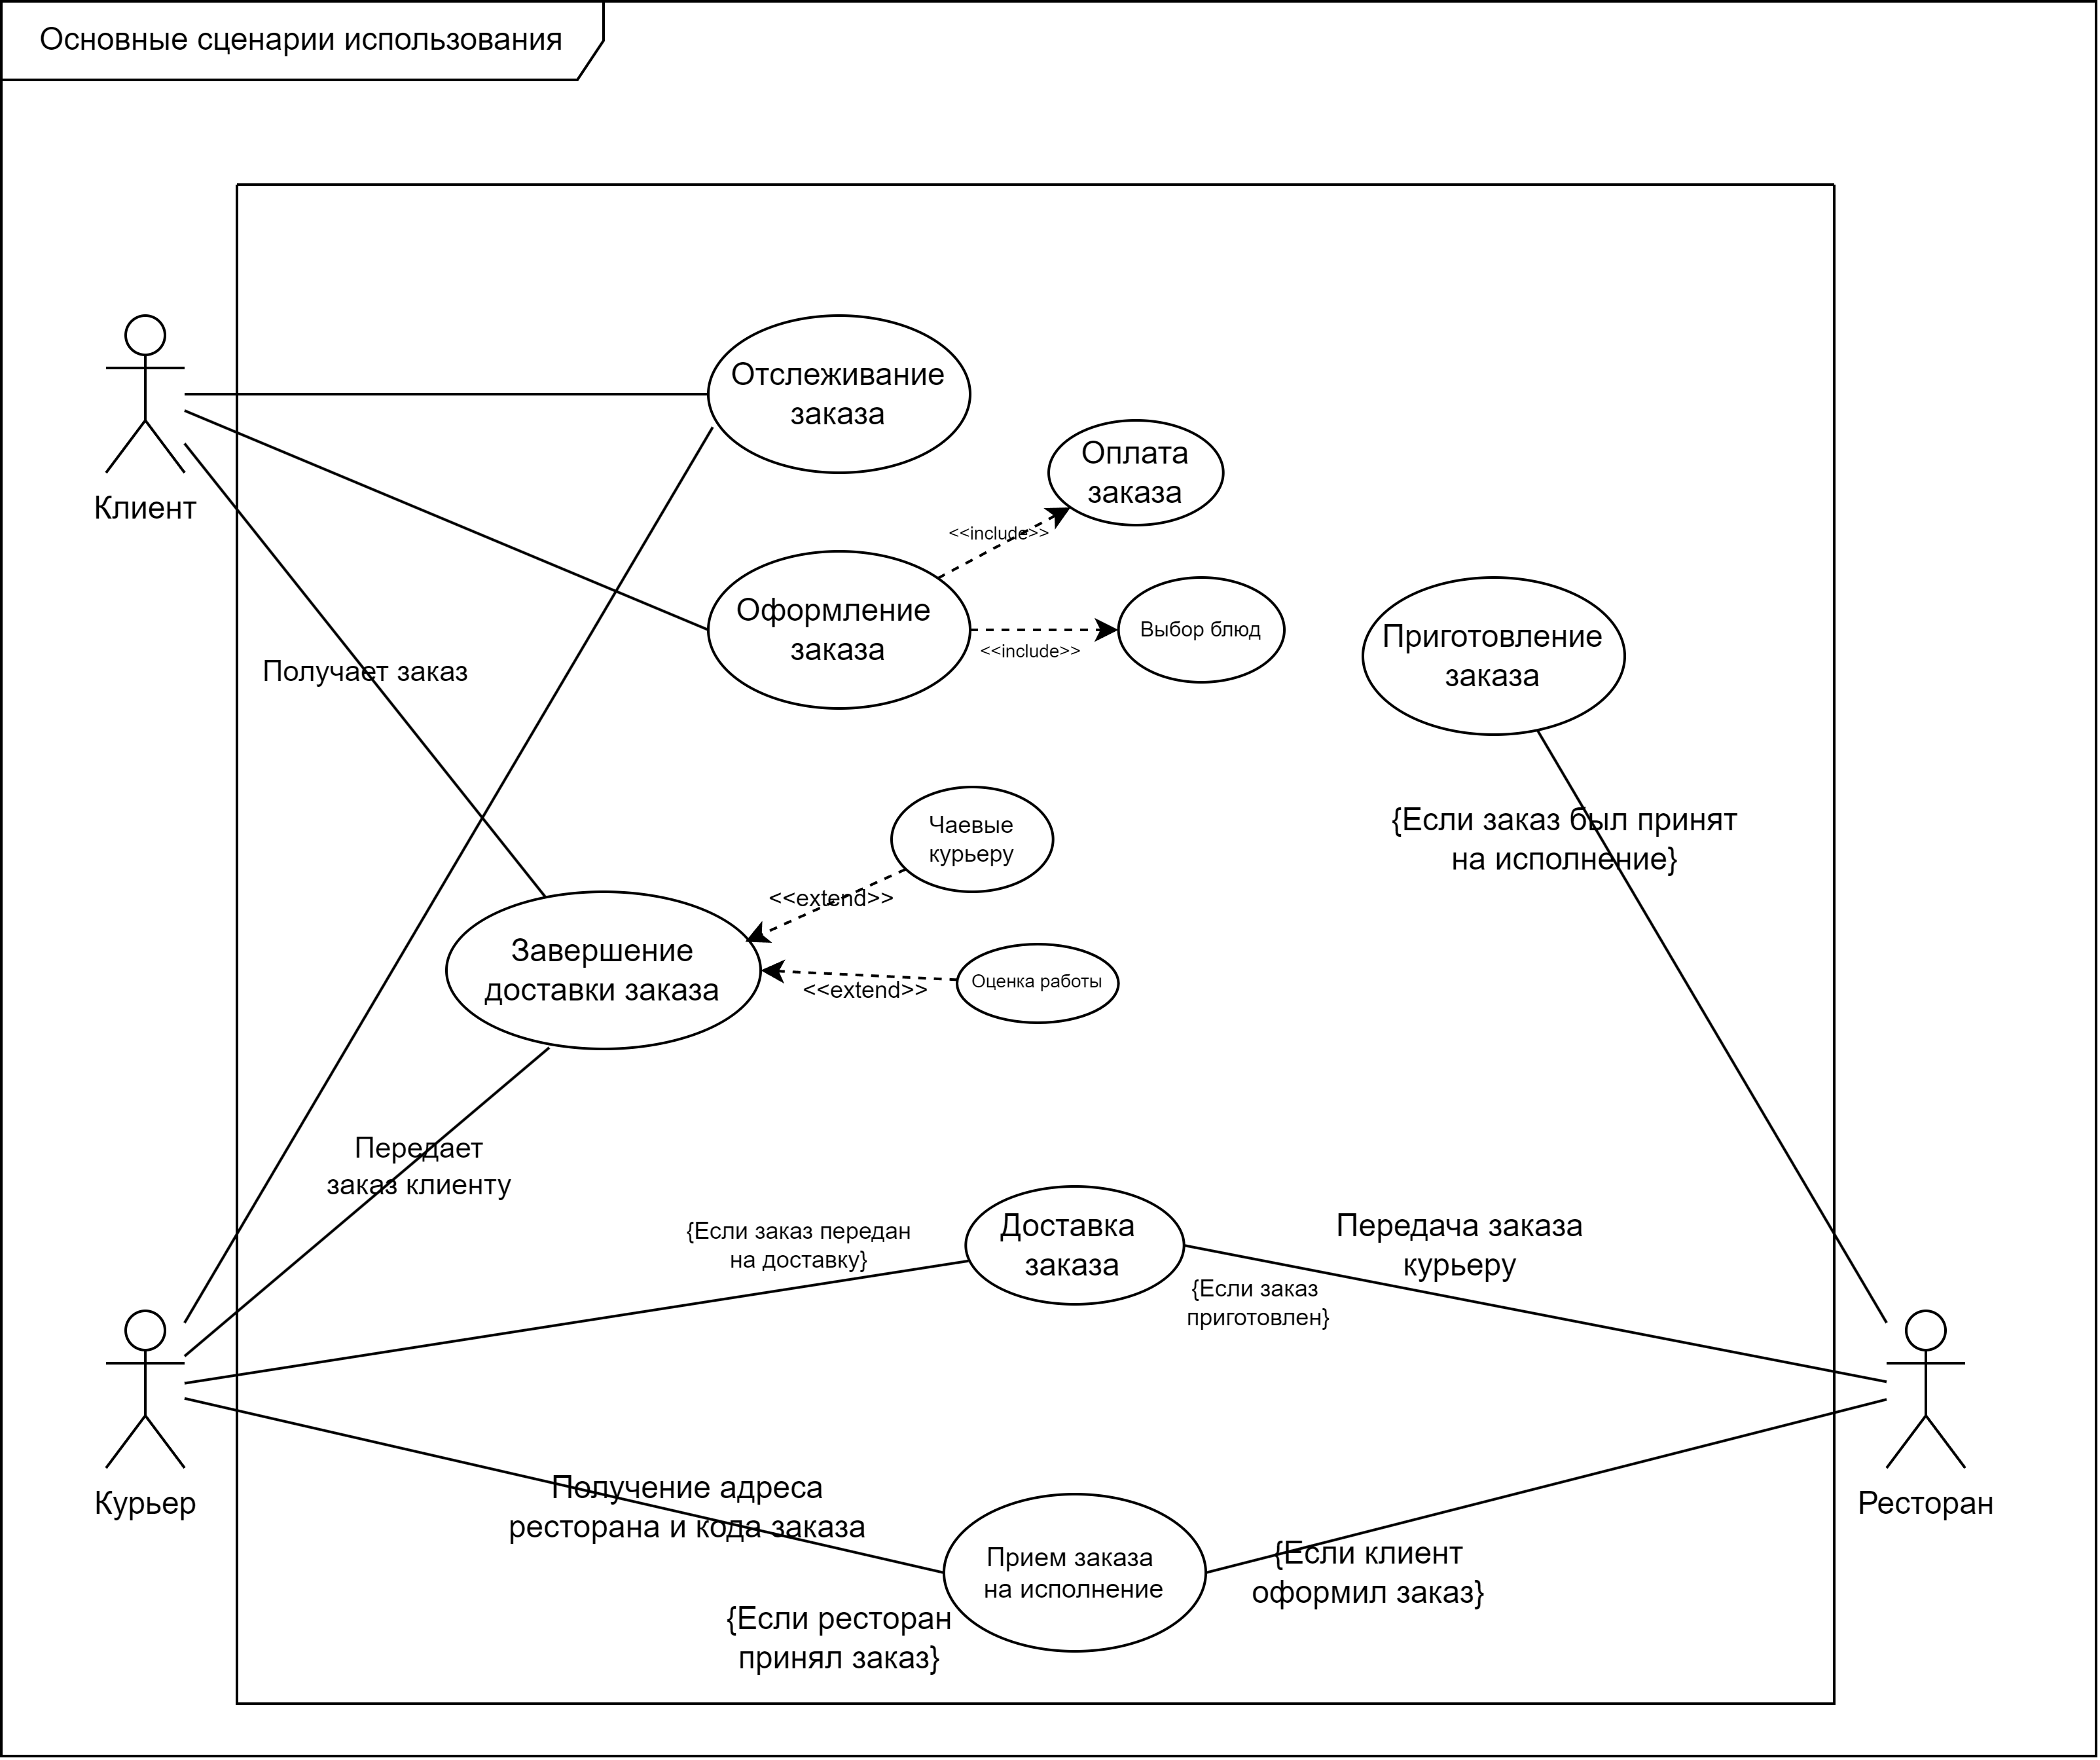 Основные сценарии использования
Отслеживание
заказа
Оплата
заказа
Клиент
<<include>>
Оформление
заказа
Выбор блюд
<<include>>
Приготовление
заказа
Получает заказ
{Если заказ был принят
на исполнение}
Чаевые
курьеру
<<extend>>
Завершение
доставки заказа
Оценка работы
<<extend>>
Передает
заказ клиенту
{Если заказ передан
на доставку}
Доставка
заказа
Передача заказа
курьеру
{Если заказ
приготовлен}
Курьер
Ресторан
Получение адреса
ресторана и кода заказа
Прием заказа
на исполнение
{Если клиент
оформил заказ}
{Если ресторан
принял заказ}